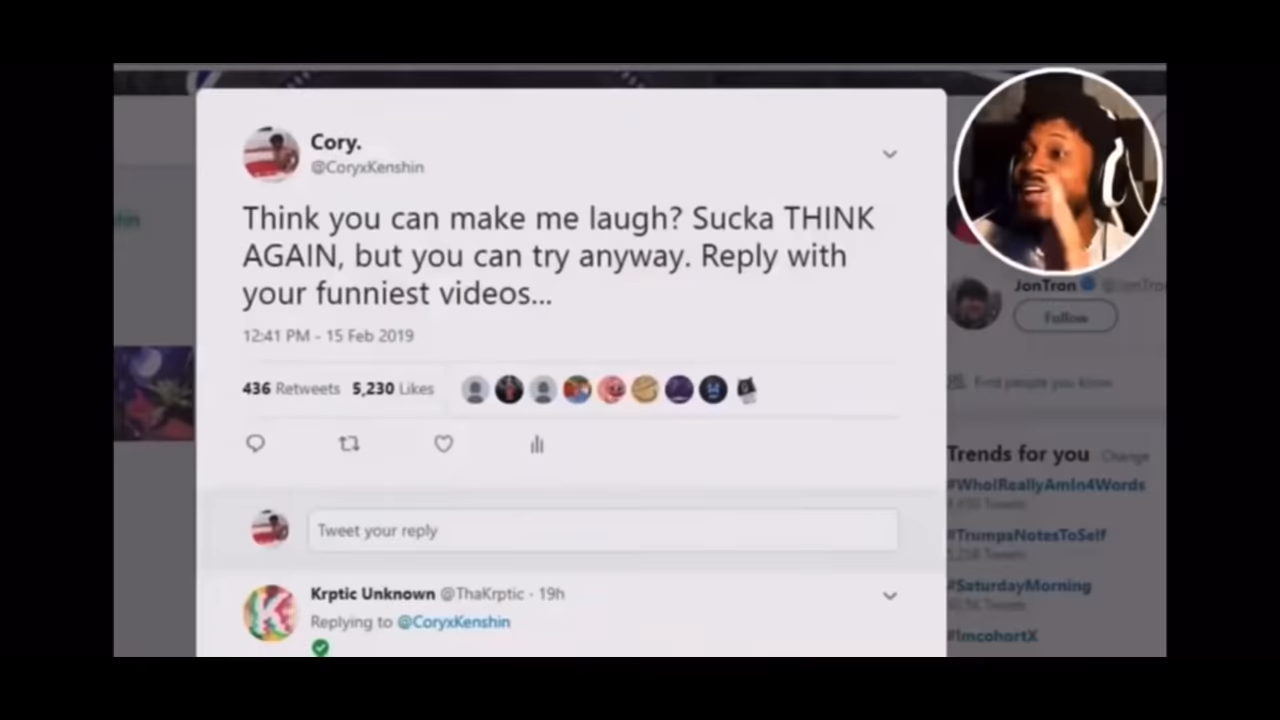 Cory.
@CoryxKenshin
Think you can make me laugh? Sucka THINK
AGAIN, but you can try anyway. Reply with
your funniest videos...
12:41 PM - 15 Feb 2019
436 Retweets 5,230 Likes
Tweet your reply
Krptic Unknown @ThaKrptic · 19h
Replying to @CoryxKenshin
JonTron
Follow
Find people you know
Trends for you Change
#WhoIReallyAmIn4Words
#TrumpsNotesToSelf
#SaturdayMorning
#ImcohortX